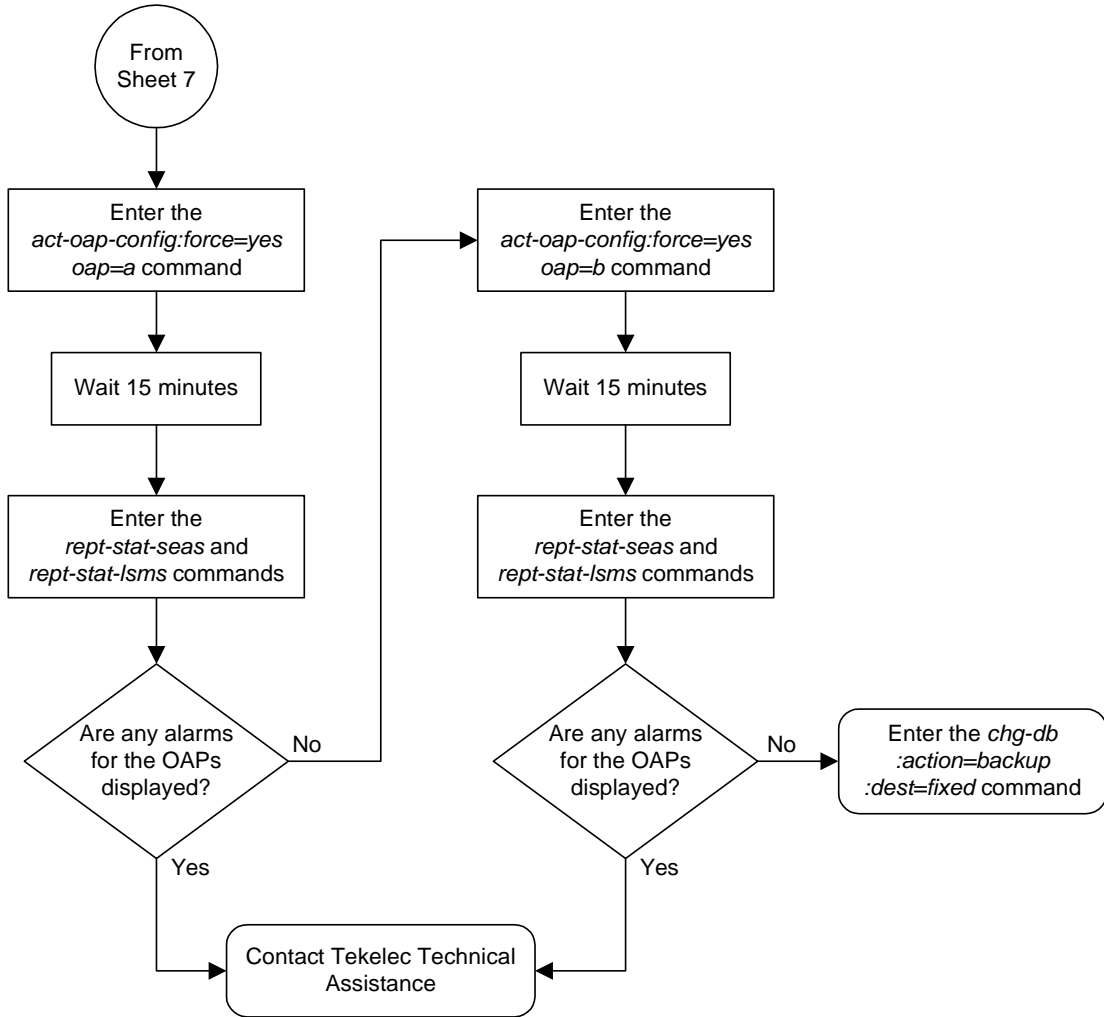 From
Sheet 7
Enter the
act-oap-config:force=yes
oap=a command
Wait 15 minutes
Enter the
rept-stat-seas and
rept-stat-lsms commands
Are any alarms
for the OAPs
displayed?
No
Yes
Enter the
act-oap-config:force=yes
oap=b command
Wait 15 minutes
Enter the
rept-stat-seas and
rept-stat-lsms commands
Are any alarms
for the OAPs
displayed?
No
Yes
Enter the chg-db
:action=backup
:dest=fixed command
Contact Tekelec Technical
Assistance